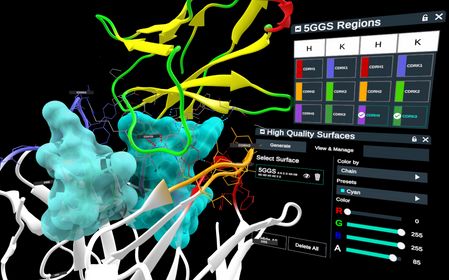 5GGS Regions
H K H K
CDRH1 CDRK1 CDRH1 CDRK1
CDRH2 CDRK2 CDRH2 CDRK2
CDRH3 CDRK3 CDRH3 CDRK3
High Quality Surfaces
Generate View & Manage
Select Surface
5GGS
Delete All
Color by
Chain
Presets
Cyan
Color
R 0
G 255
B 255
A 85